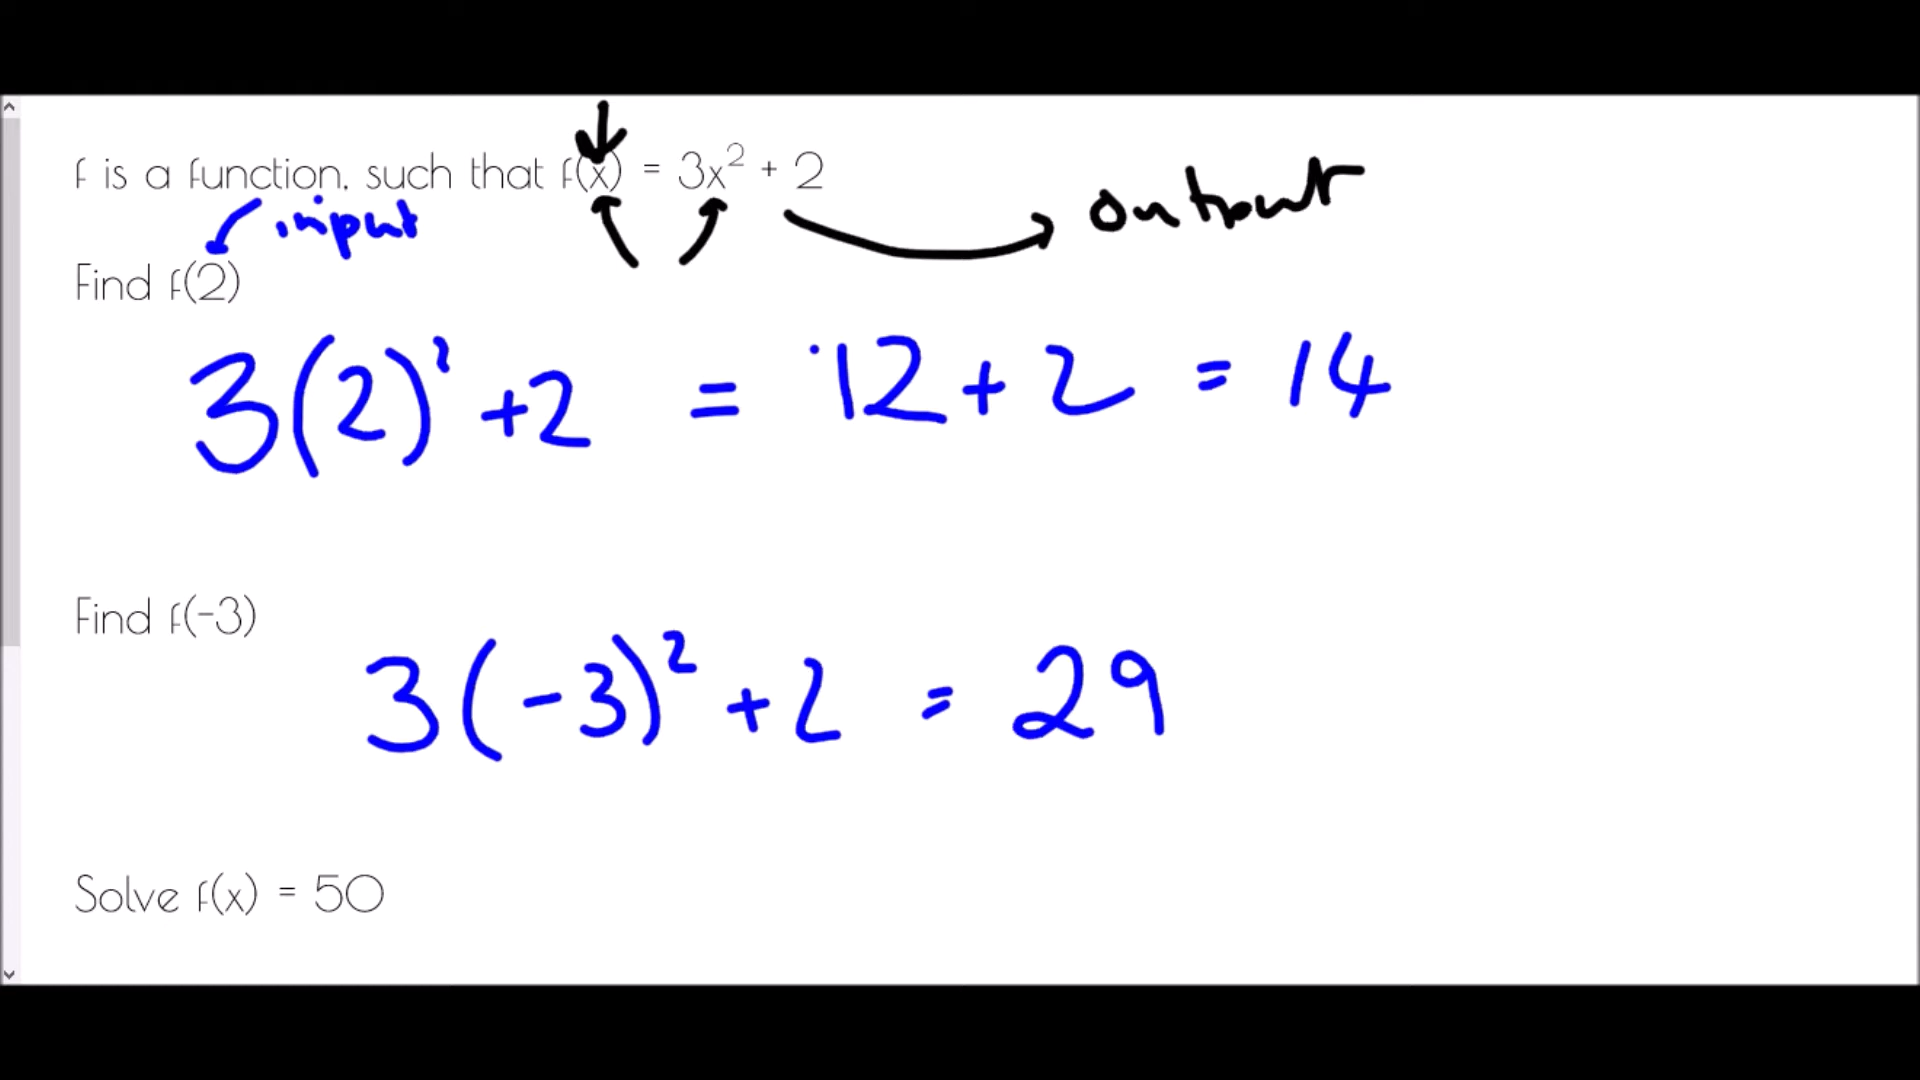 f is a function, such that f(x) = 3x² + 2
input
output
Find f(2)
3(2)² + 2 = 12 + 2 = 14
Find f(-3)
3(-3)² + 2 = 29
Solve f(x) = 50